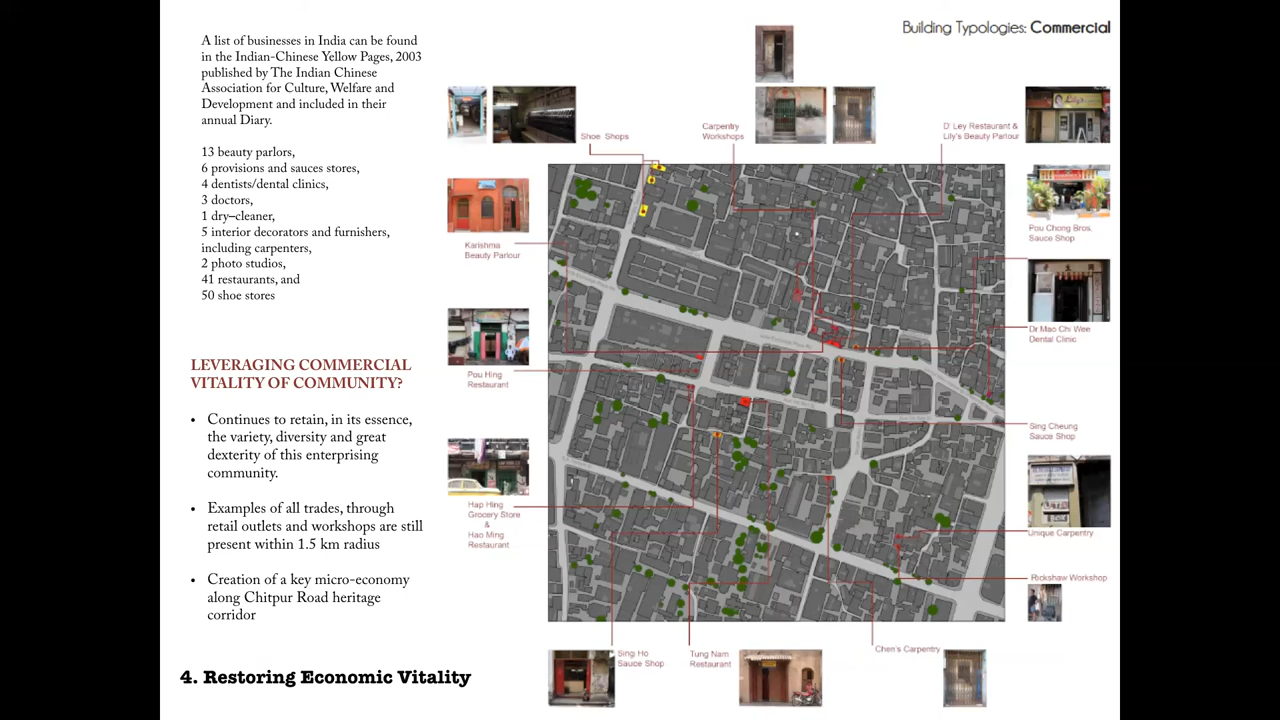 Building Typologies: Commercial
A list of businesses in India can be found
in the Indian-Chinese Yellow Pages, 2003
published by The Indian Chinese
Association for Culture, Welfare and
Development and included in their
annual Diary.
13 beauty parlors,
6 provisions and sauces stores,
4 dentists/dental clinics,
3 doctors,
1 dry–cleaner,
5 interior decorators and furnishers,
including carpenters,
2 photo studios,
41 restaurants, and
50 shoe stores
LEVERAGING COMMERCIAL
VITALITY OF COMMUNITY?
• Continues to retain, in its essence,
the variety, diversity and great
dexterity of this enterprising
community.
• Examples of all trades, through
retail outlets and workshops are still
present within 1.5 km radius
• Creation of a key micro-economy
along Chitpur Road heritage
corridor
4. Restoring Economic Vitality
Shoe Shops
Carpentry
Workshops
D' Ley Restaurant &
Lily's Beauty Parlour
Karishma
Beauty Parlour
Pou Hing
Restaurant
Hap Hing
Grocery Store
&
Hao Ming
Restaurant
Pou Chong Bros.
Sauce Shop
Dr Mao Chi Wee
Dental Clinic
Sing Cheung
Sauce Shop
Unique Carpentry
Rickshaw Workshop
Sing Ho
Sauce Shop
Tung Nam
Restaurant
Chen's Carpentry